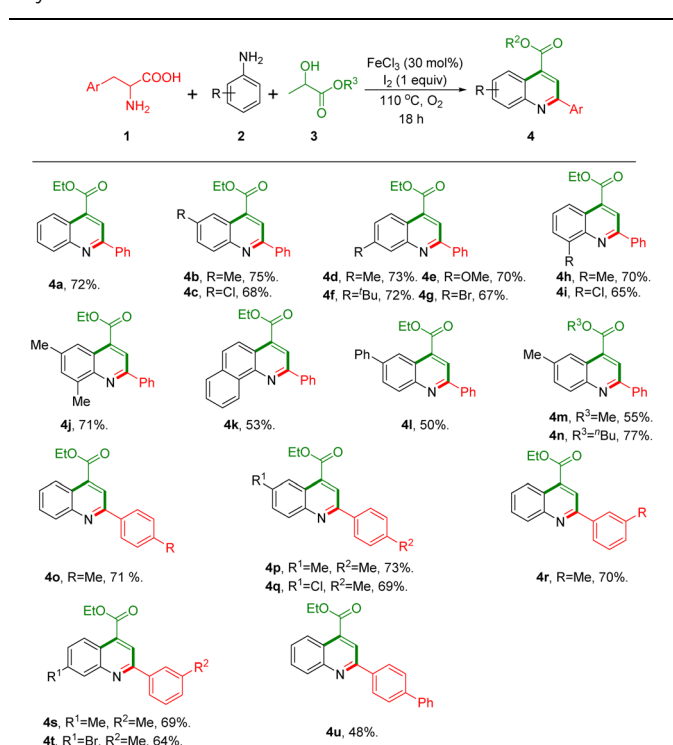 R²O O
NH₂
FeCl₃ (30 mol%)
COOH OH I₂ (1 equiv)
Ar NH₂ + R + OR³ O 110 °C, O₂ R N Ar
18 h
1 2 3 4
EtO O EtO O EtO O EtO O
R
N Ph N Ph R N Ph N Ph
R
4a, 72%.
4b, R=Me, 75%.
4c, R=Cl, 68%.
4d, R=Me, 73%. 4e, R=OMe, 70%.
4f, R=ᵗBu, 72%. 4g, R=Br, 67%.
4h, R=Me, 70%.
4i, R=Cl, 65%.
EtO O EtO O EtO O R³O O
Me Ph Me
N Ph N Ph N Ph N Ph
Me
4j, 71%.
4k, 53%.
4l, 50%.
4m, R³=Me, 55%.
4n, R³=ⁿBu, 77%.
EtO O EtO O EtO O
R¹ R
N N N
R R²
4o, R=Me, 71 %.
4p, R¹=Me, R²=Me, 73%.
4q, R¹=Cl, R²=Me, 69%.
4r, R=Me, 70%.
EtO O EtO O
R²
R¹ N N
Ph
4s, R¹=Me, R²=Me, 69%.
4t, R¹=Br, R²=Me, 64%.
4u, 48%.